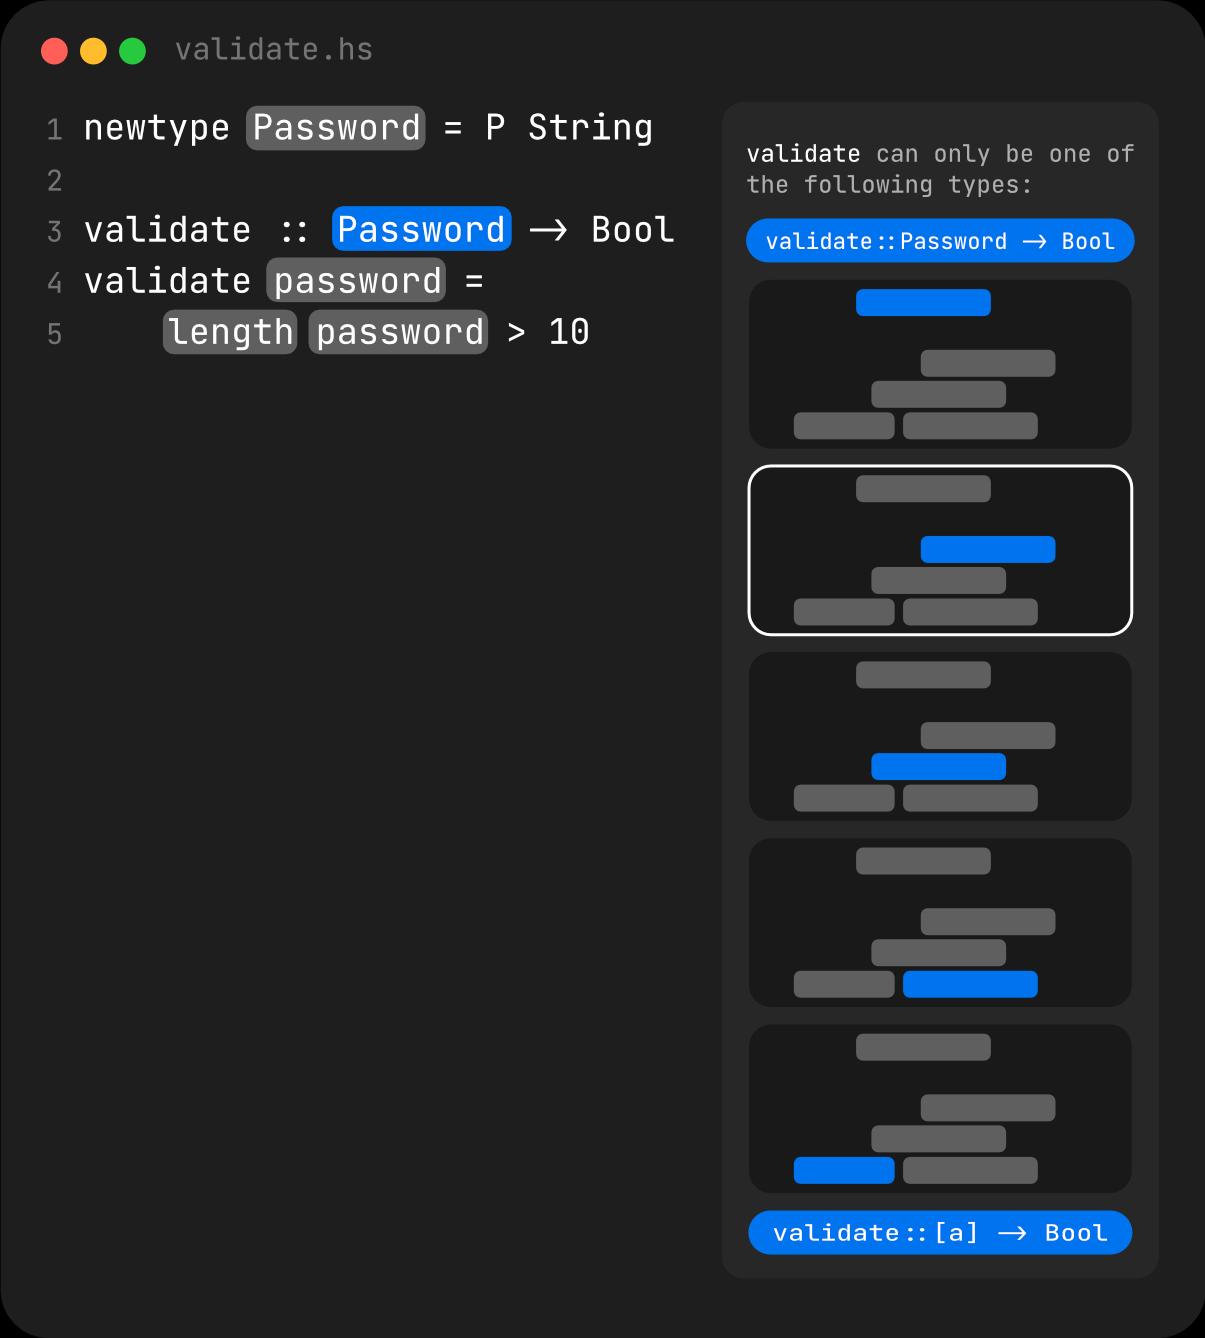 validate.hs
1 newtype Password = P String
2
3 validate :: Password -> Bool
4 validate password =
5     length password > 10
validate can only be one of
the following types:
validate::Password -> Bool
validate::[a] -> Bool